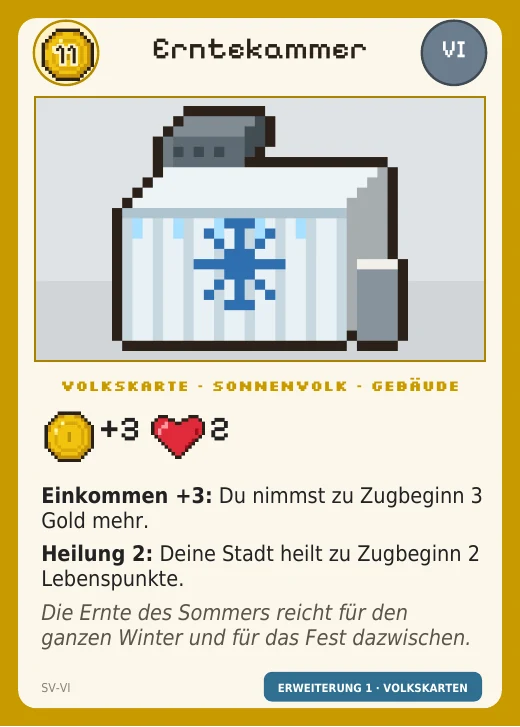 11
Erntekammer
VI
VOLKSKARTE · SONNENVOLK · GEBÄUDE
+3 2
Einkommen +3: Du nimmst zu Zugbeginn 3
Gold mehr.
Heilung 2: Deine Stadt heilt zu Zugbeginn 2
Lebenspunkte.
Die Ernte des Sommers reicht für den
ganzen Winter und für das Fest dazwischen.
SV-VI
ERWEITERUNG 1 · VOLKSKARTEN